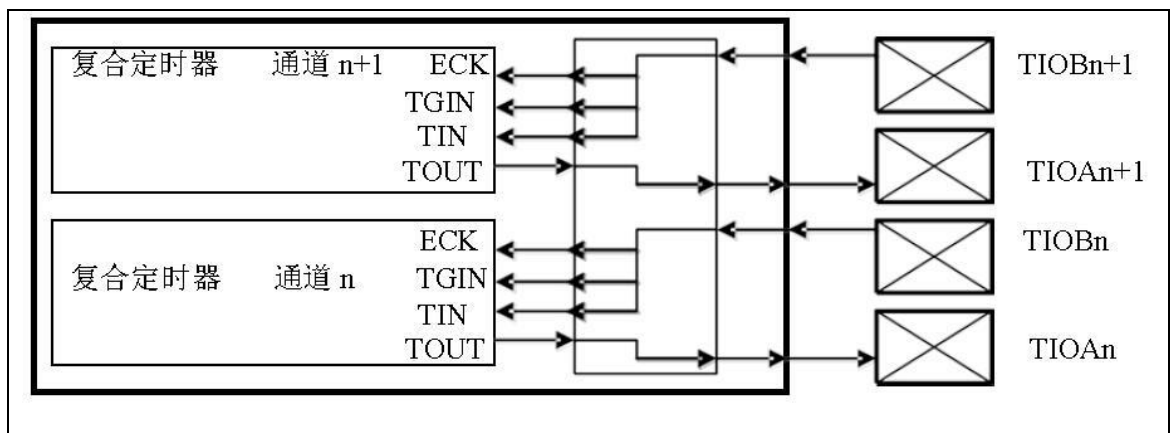 复合定时器 通道 n+1 ECK
TGIN
TIN
TOUT
TIOBn+1
TIOAn+1
复合定时器 通道 n ECK
TGIN
TIN
TOUT
TIOBn
TIOAn